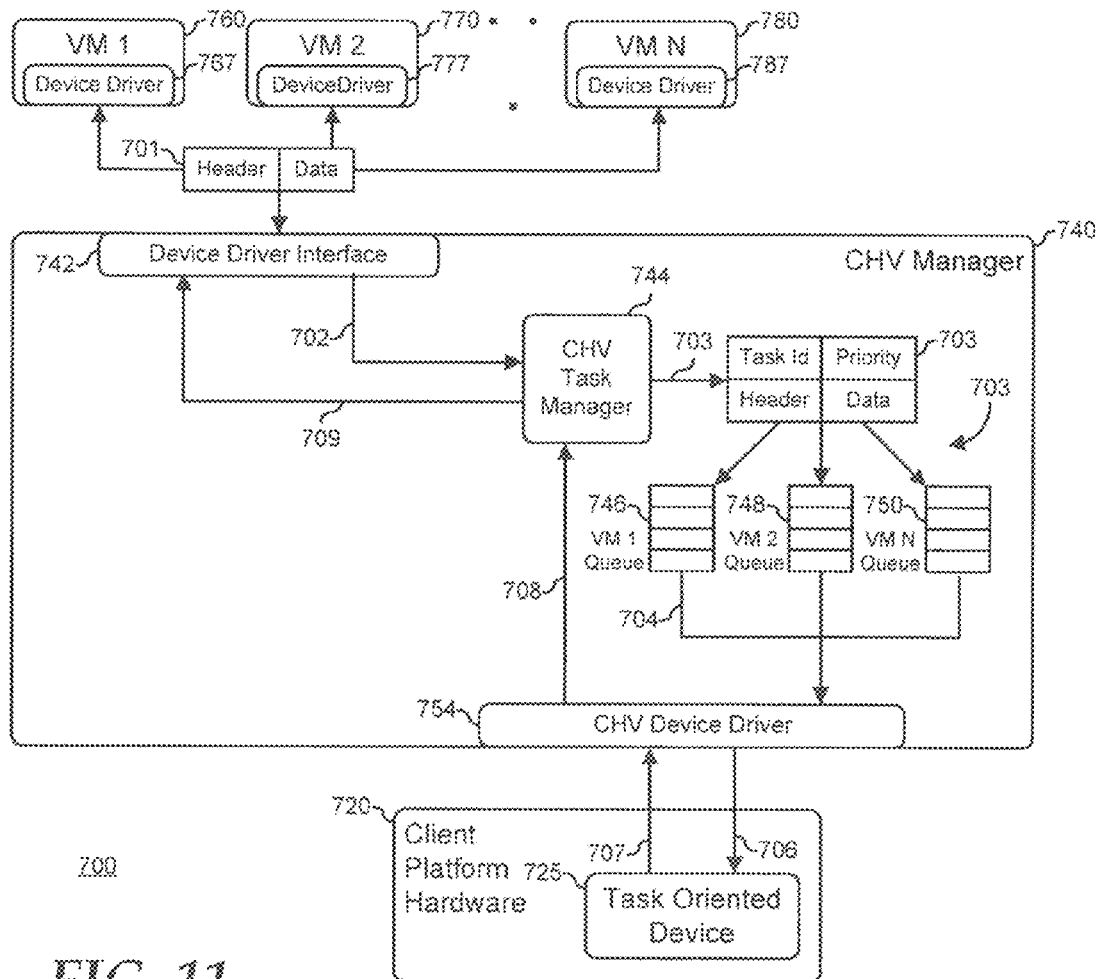 VM 1
760
Device Driver
767
VM 2
770
DeviceDriver
777
VM N
780
Device Driver
787
701
Header
Data
740
742
Device Driver Interface
CHV Manager
744
702
CHV
Task
Manager
703
Task Id
Priority
703
Header
Data
703
709
746
VM 1
Queue
748
VM 2
Queue
750
VM N
Queue
708
704
754
CHV Device Driver
720
Client
Platform
Hardware
707
706
725
Task Oriented
Device
700
FIG. 11